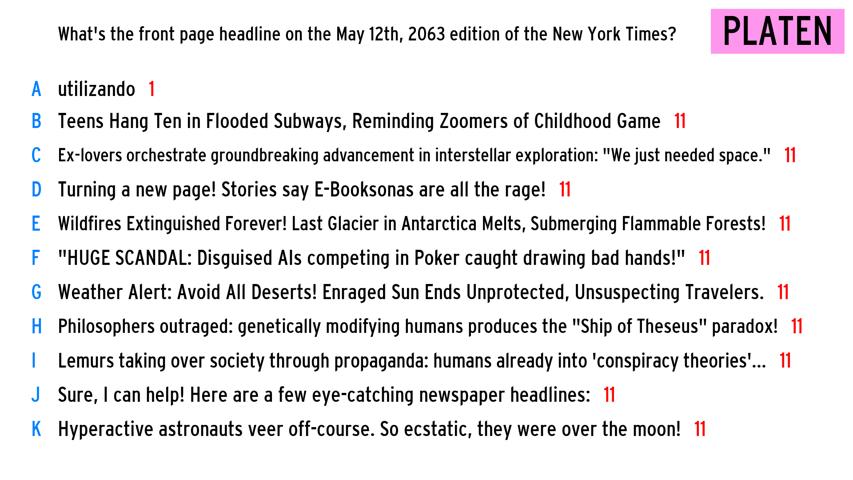 What's the front page headline on the May 12th, 2063 edition of the New York Times?
PLATEN
A utilizando 1
B Teens Hang Ten in Flooded Subways, Reminding Zoomers of Childhood Game 11
C Ex-lovers orchestrate groundbreaking advancement in interstellar exploration: "We just needed space." 11
D Turning a new page! Stories say E-Booksonas are all the rage! 11
E Wildfires Extinguished Forever! Last Glacier in Antarctica Melts, Submerging Flammable Forests! 11
F "HUGE SCANDAL: Disguised AIs competing in Poker caught drawing bad hands!" 11
G Weather Alert: Avoid All Deserts! Enraged Sun Ends Unprotected, Unsuspecting Travelers. 11
H Philosophers outraged: genetically modifying humans produces the "Ship of Theseus" paradox! 11
I Lemurs taking over society through propaganda: humans already into 'conspiracy theories'... 11
J Sure, I can help! Here are a few eye-catching newspaper headlines: 11
K Hyperactive astronauts veer off-course. So ecstatic, they were over the moon! 11